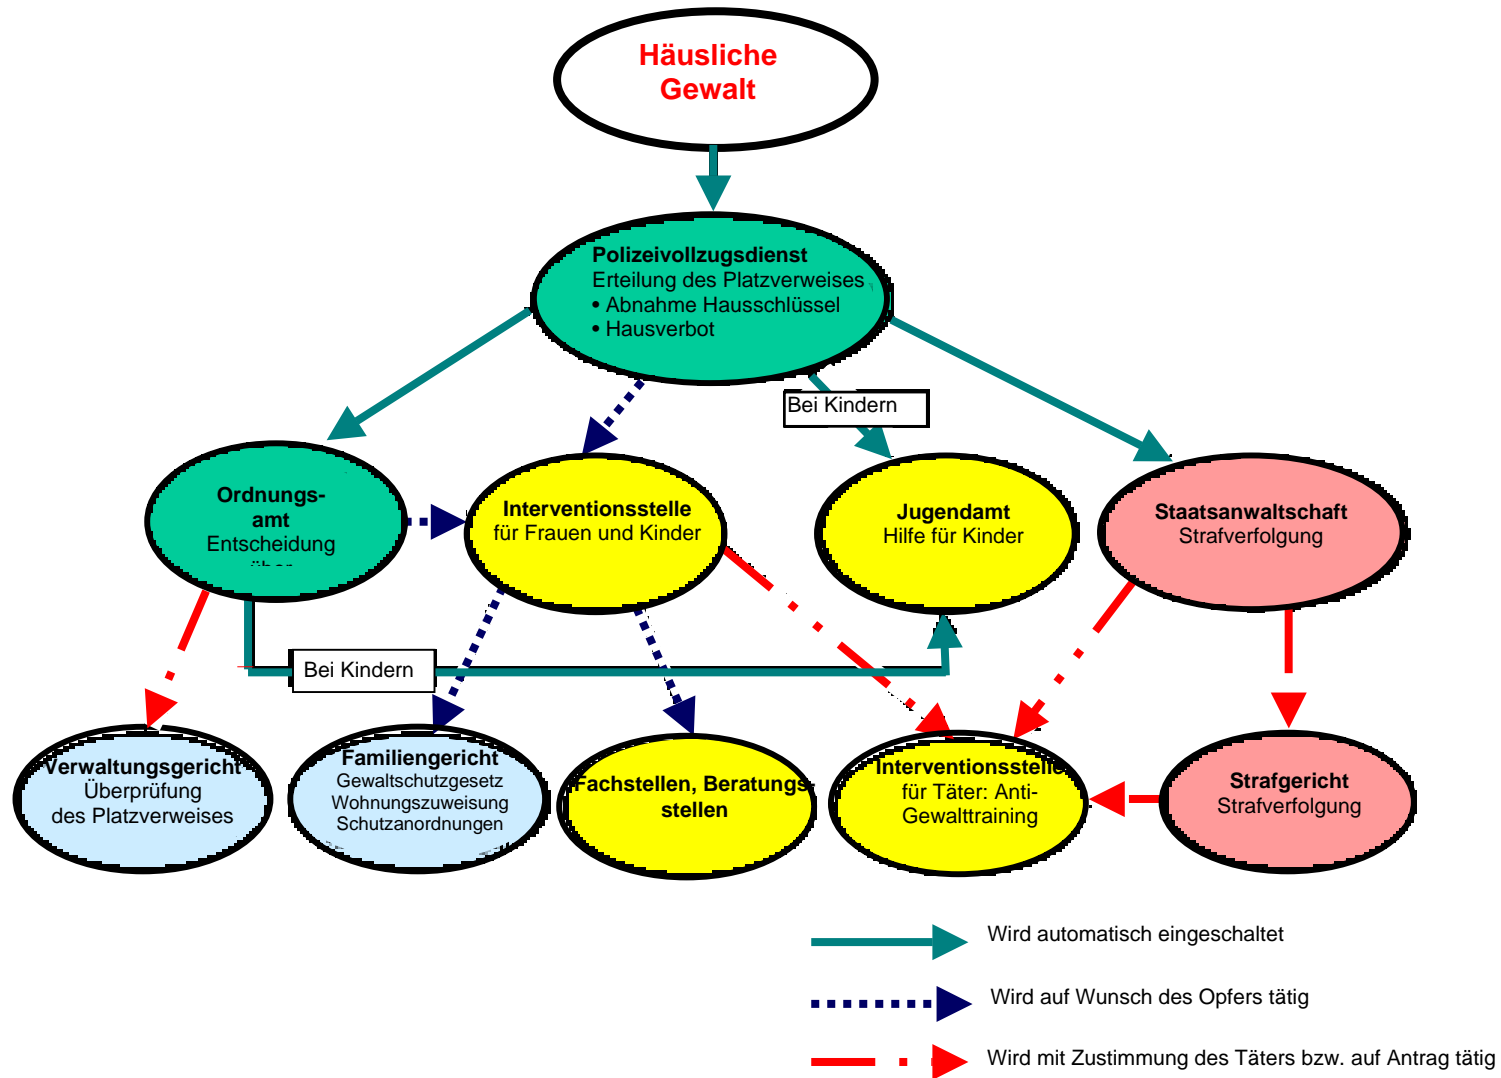 Häusliche
Gewalt
Polizeivollzugsdienst
Erteilung des Platzverweises
• Abnahme Hausschlüssel
• Hausverbot
Bei Kindern
Ordnungs-
amt
Entscheidung
über
Interventionsstelle
für Frauen und Kinder
Jugendamt
Hilfe für Kinder
Staatsanwaltschaft
Strafverfolgung
Bei Kindern
Verwaltungsgericht
Überprüfung
des Platzverweises
Familiengericht
Gewaltschutzgesetz
Wohnungszuweisung
Schutzanordnungen
Fachstellen, Beratungs-
stellen
Interventionsstelle
für Täter: Anti-
Gewalttraining
Strafgericht
Strafverfolgung
Wird automatisch eingeschaltet
Wird auf Wunsch des Opfers tätig
Wird mit Zustimmung des Täters bzw. auf Antrag tätig